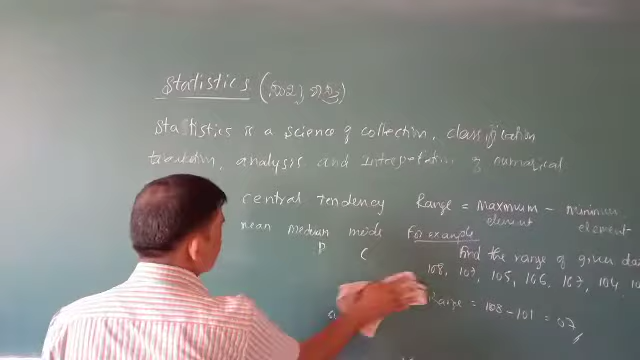 Statistics
Statistics is a science of collection, classification
tabulation, analysis and interpretation of numerical
central Tendency
mean median mode
P C
Range = maximum element - minimum element
For example
Find the range of given da
108, 107, 105, 106, 107, 104, 10
Range = 108 - 101 = 07